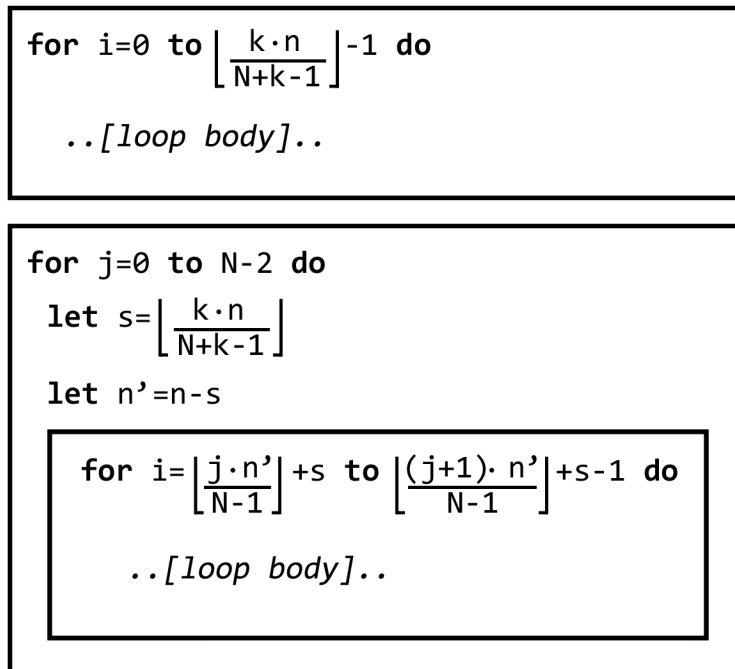 for i=0 to ⌊k·n/N+k-1⌋-1 do
..[loop body]..
for j=0 to N-2 do
let s=⌊k·n/N+k-1⌋
let n’=n-s
for i=⌊j·n’/N-1⌋+s to ⌊(j+1)· n’/N-1⌋+s-1 do
..[loop body]..